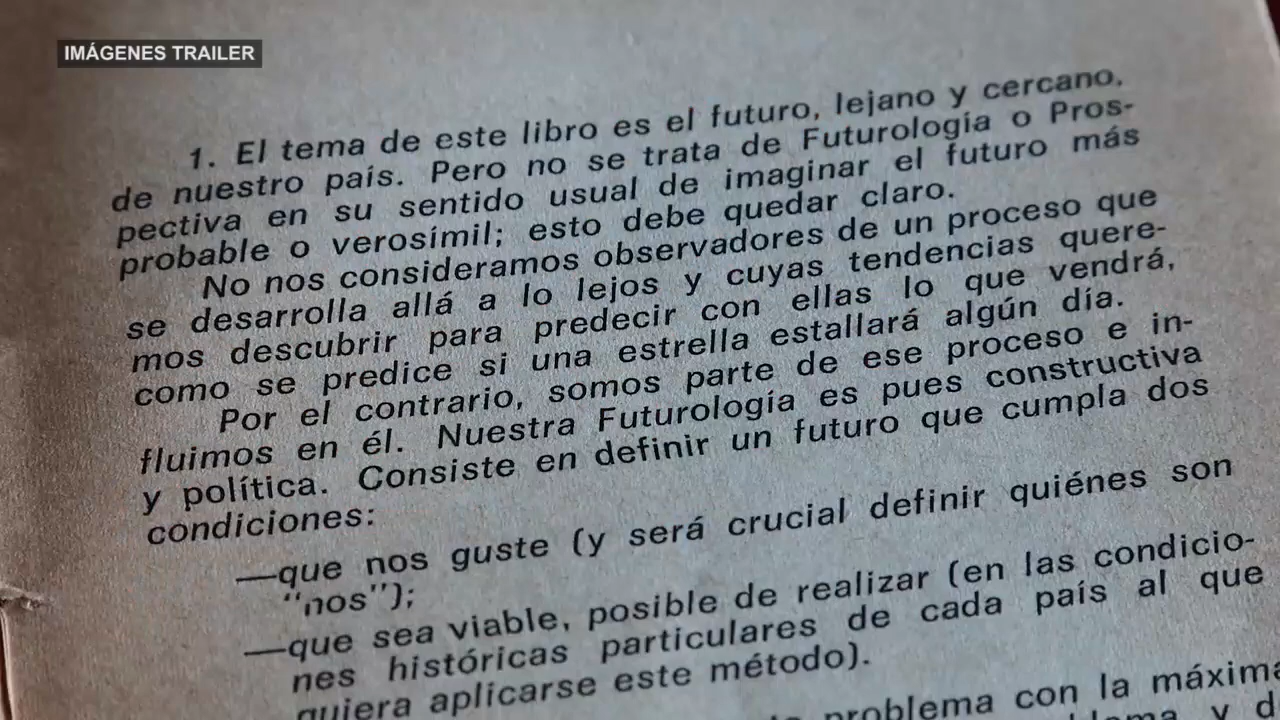 IMÁGENES TRAILER
1. El tema de este libro es el futuro, lejano y cercano,
de nuestro país. Pero no se trata de Futurología o Pros-
pectiva en su sentido usual de imaginar el futuro más
probable o verosímil; esto debe quedar claro.
No nos consideramos observadores de un proceso que
se desarrolla allá a lo lejos y cuyas tendencias quere-
mos descubrir para predecir con ellas lo que vendrá,
como se predice si una estrella estallará algún día.
Por el contrario, somos parte de ese proceso e in-
fluimos en él. Nuestra Futurología es pues constructiva
y política. Consiste en definir un futuro que cumpla dos
condiciones:
—que nos guste (y será crucial definir quiénes son
"nos");
—que sea viable, posible de realizar (en las condicio-
nes históricas particulares de cada país al que
quiera aplicarse este método).
problema con la máxima
y d